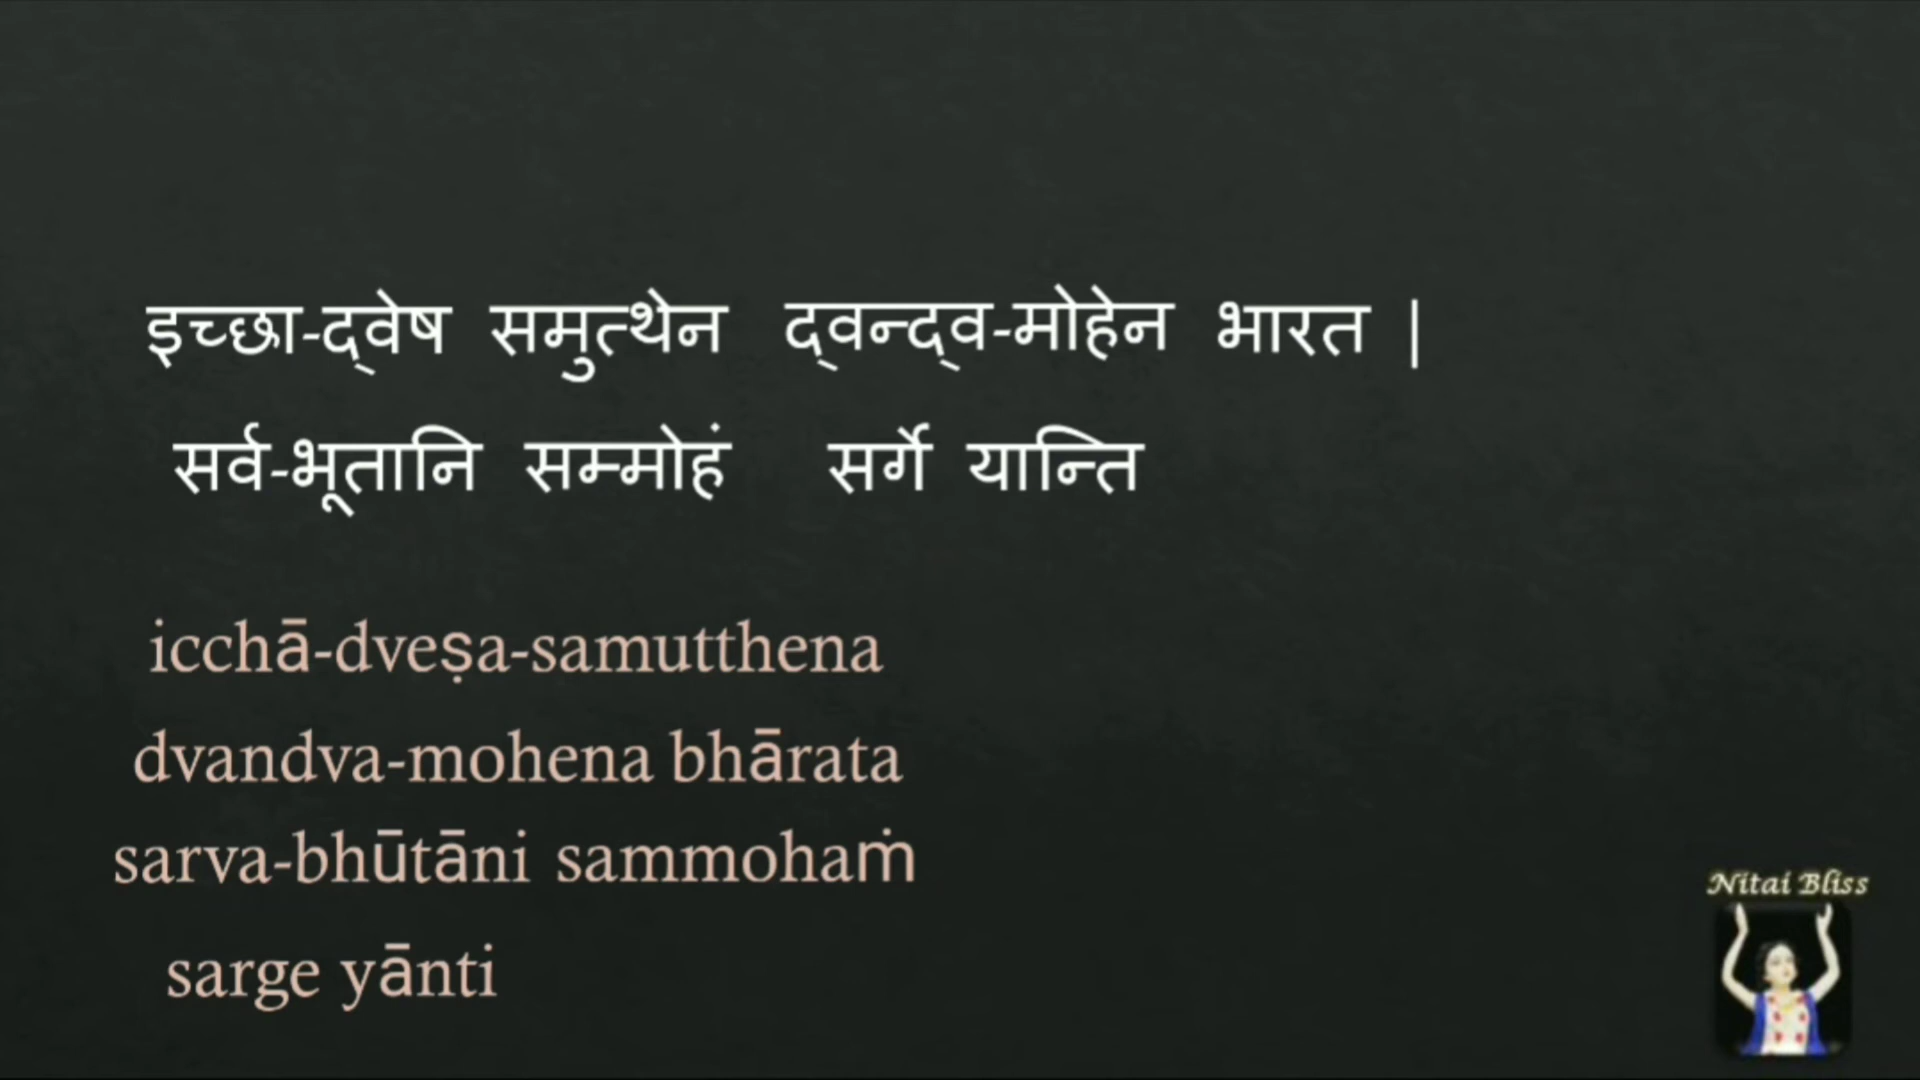 इच्छा-द्‌वेष समुत्थेन द्‌वन्द्‌व-मोहेन भारत |
सर्व-भूतानि सम्मोहं सर्गे यान्ति
icchā-dveṣa-samutthena
dvandva-mohena bhārata
sarva-bhūtāni sammohaṁ
sarge yānti
Nitai Bliss